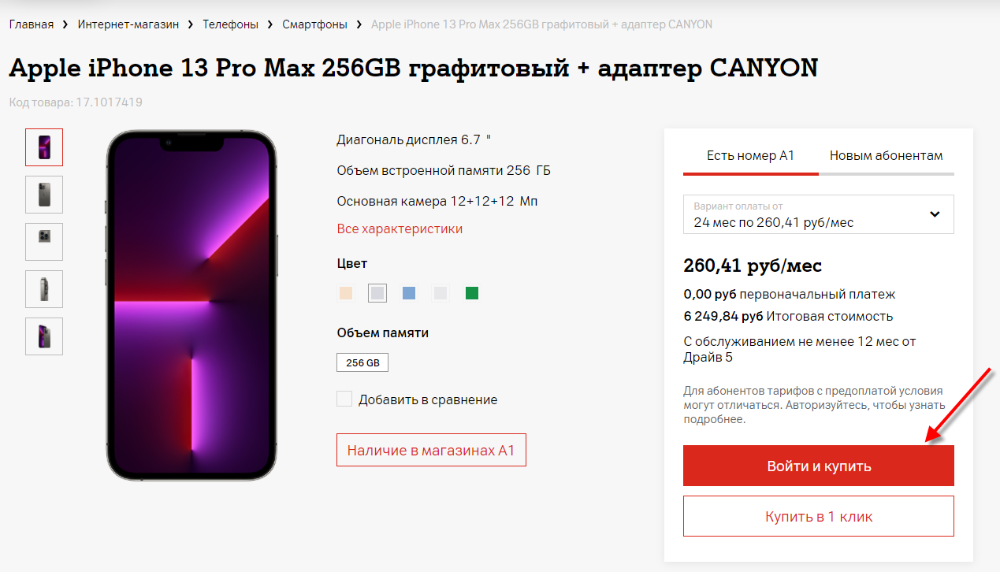 Главная > Интернет-магазин > Телефоны > Смартфоны > Apple iPhone 13 Pro Max 256GB графитовый + адаптер CANYON
Apple iPhone 13 Pro Max 256GB графитовый + адаптер CANYON
Код товара: 17.1017419
Диагональ дисплея 6.7 "
Объем встроенной памяти 256 ГБ
Основная камера 12+12+12 Мп
Все характеристики
Цвет
Объем памяти
256 GB
Добавить в сравнение
Наличие в магазинах А1
Есть номер А1
Новым абонентам
Вариант оплаты от
24 мес по 260,41 руб/мес
260,41 руб/мес
0,00 руб первоначальный платеж
6 249,84 руб Итоговая стоимость
С обслуживанием не менее 12 мес от
Драйв 5
Для абонентов тарифов с предоплатой условия
могут отличаться. Авторизуйтесь, чтобы узнать
подробнее.
Войти и купить
Купить в 1 клик